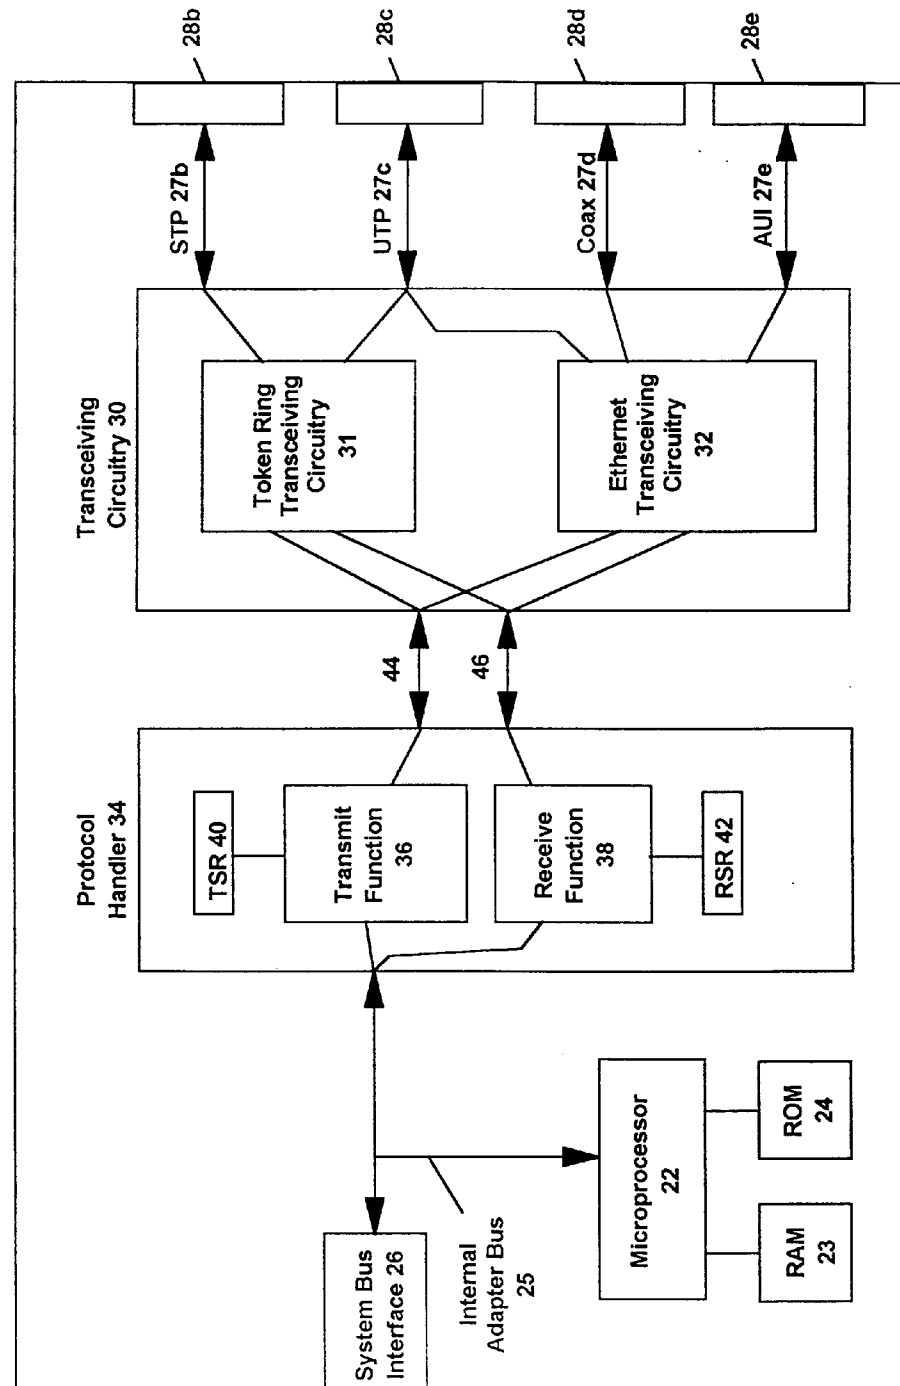 28b
28c
28d
28e
STP 27b
UTP 27c
Coax 27d
AUI 27e
Transceiving
Circuitry 30
Token Ring
Transceiving
Circuitry
31
Ethernet
Transceiving
Circuitry
32
44
46
Protocol
Handler 34
TSR 40
Transmit
Function
36
Receive
Function
38
RSR 42
System Bus
Interface 26
Internal
Adapter Bus
25
Microprocessor
22
RAM
23
ROM
24